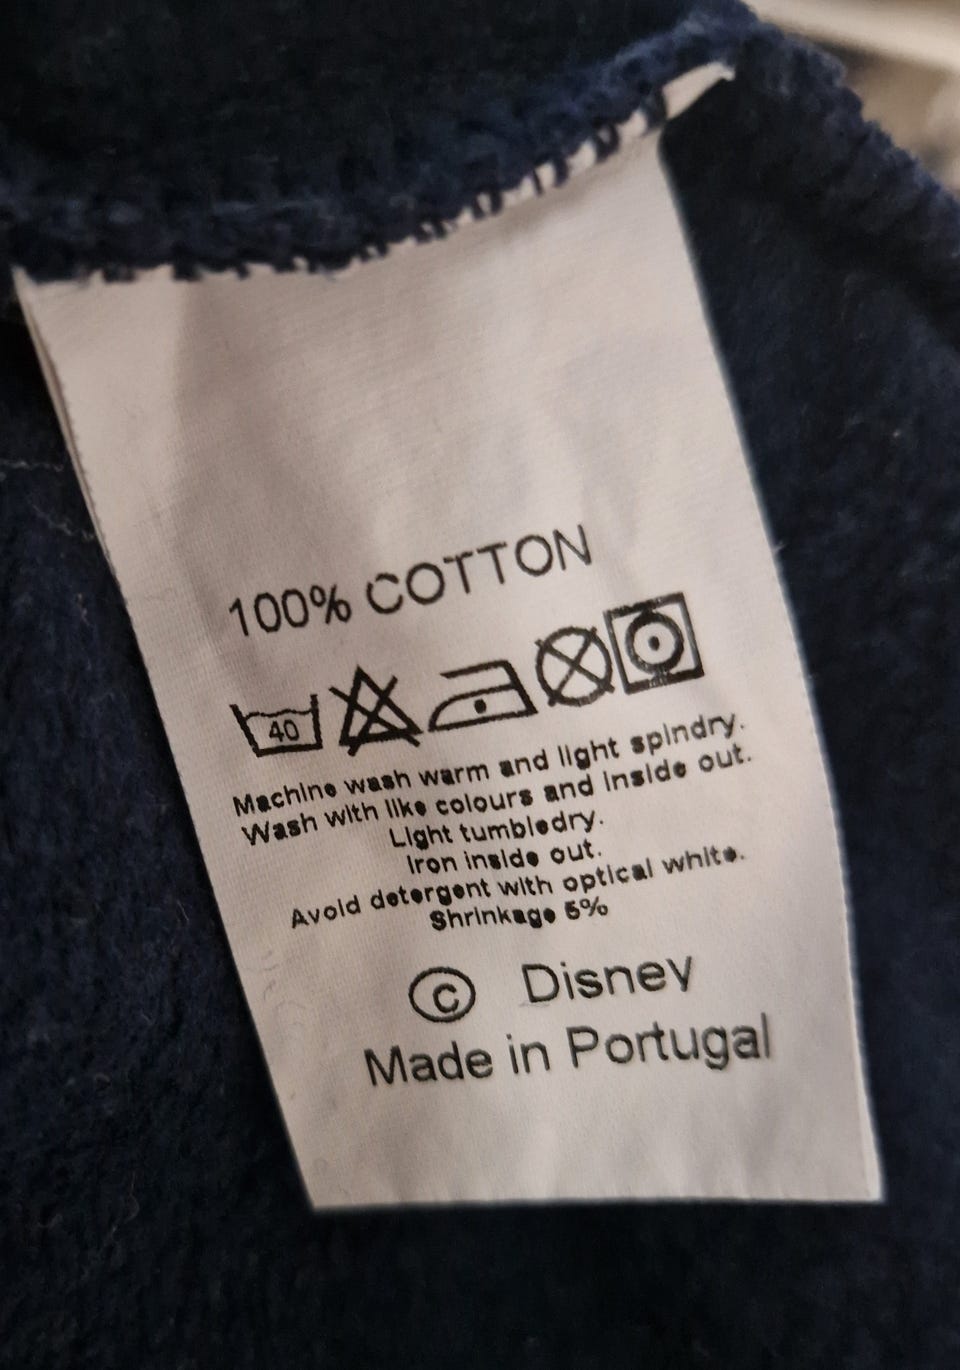 100% COTTON
40
Machine wash warm and light spindry.
Wash with like colours and inside out.
Light tumbledry.
Iron inside out.
Avoid detergent with optical white.
Shrinkage 5%
© Disney
Made in Portugal